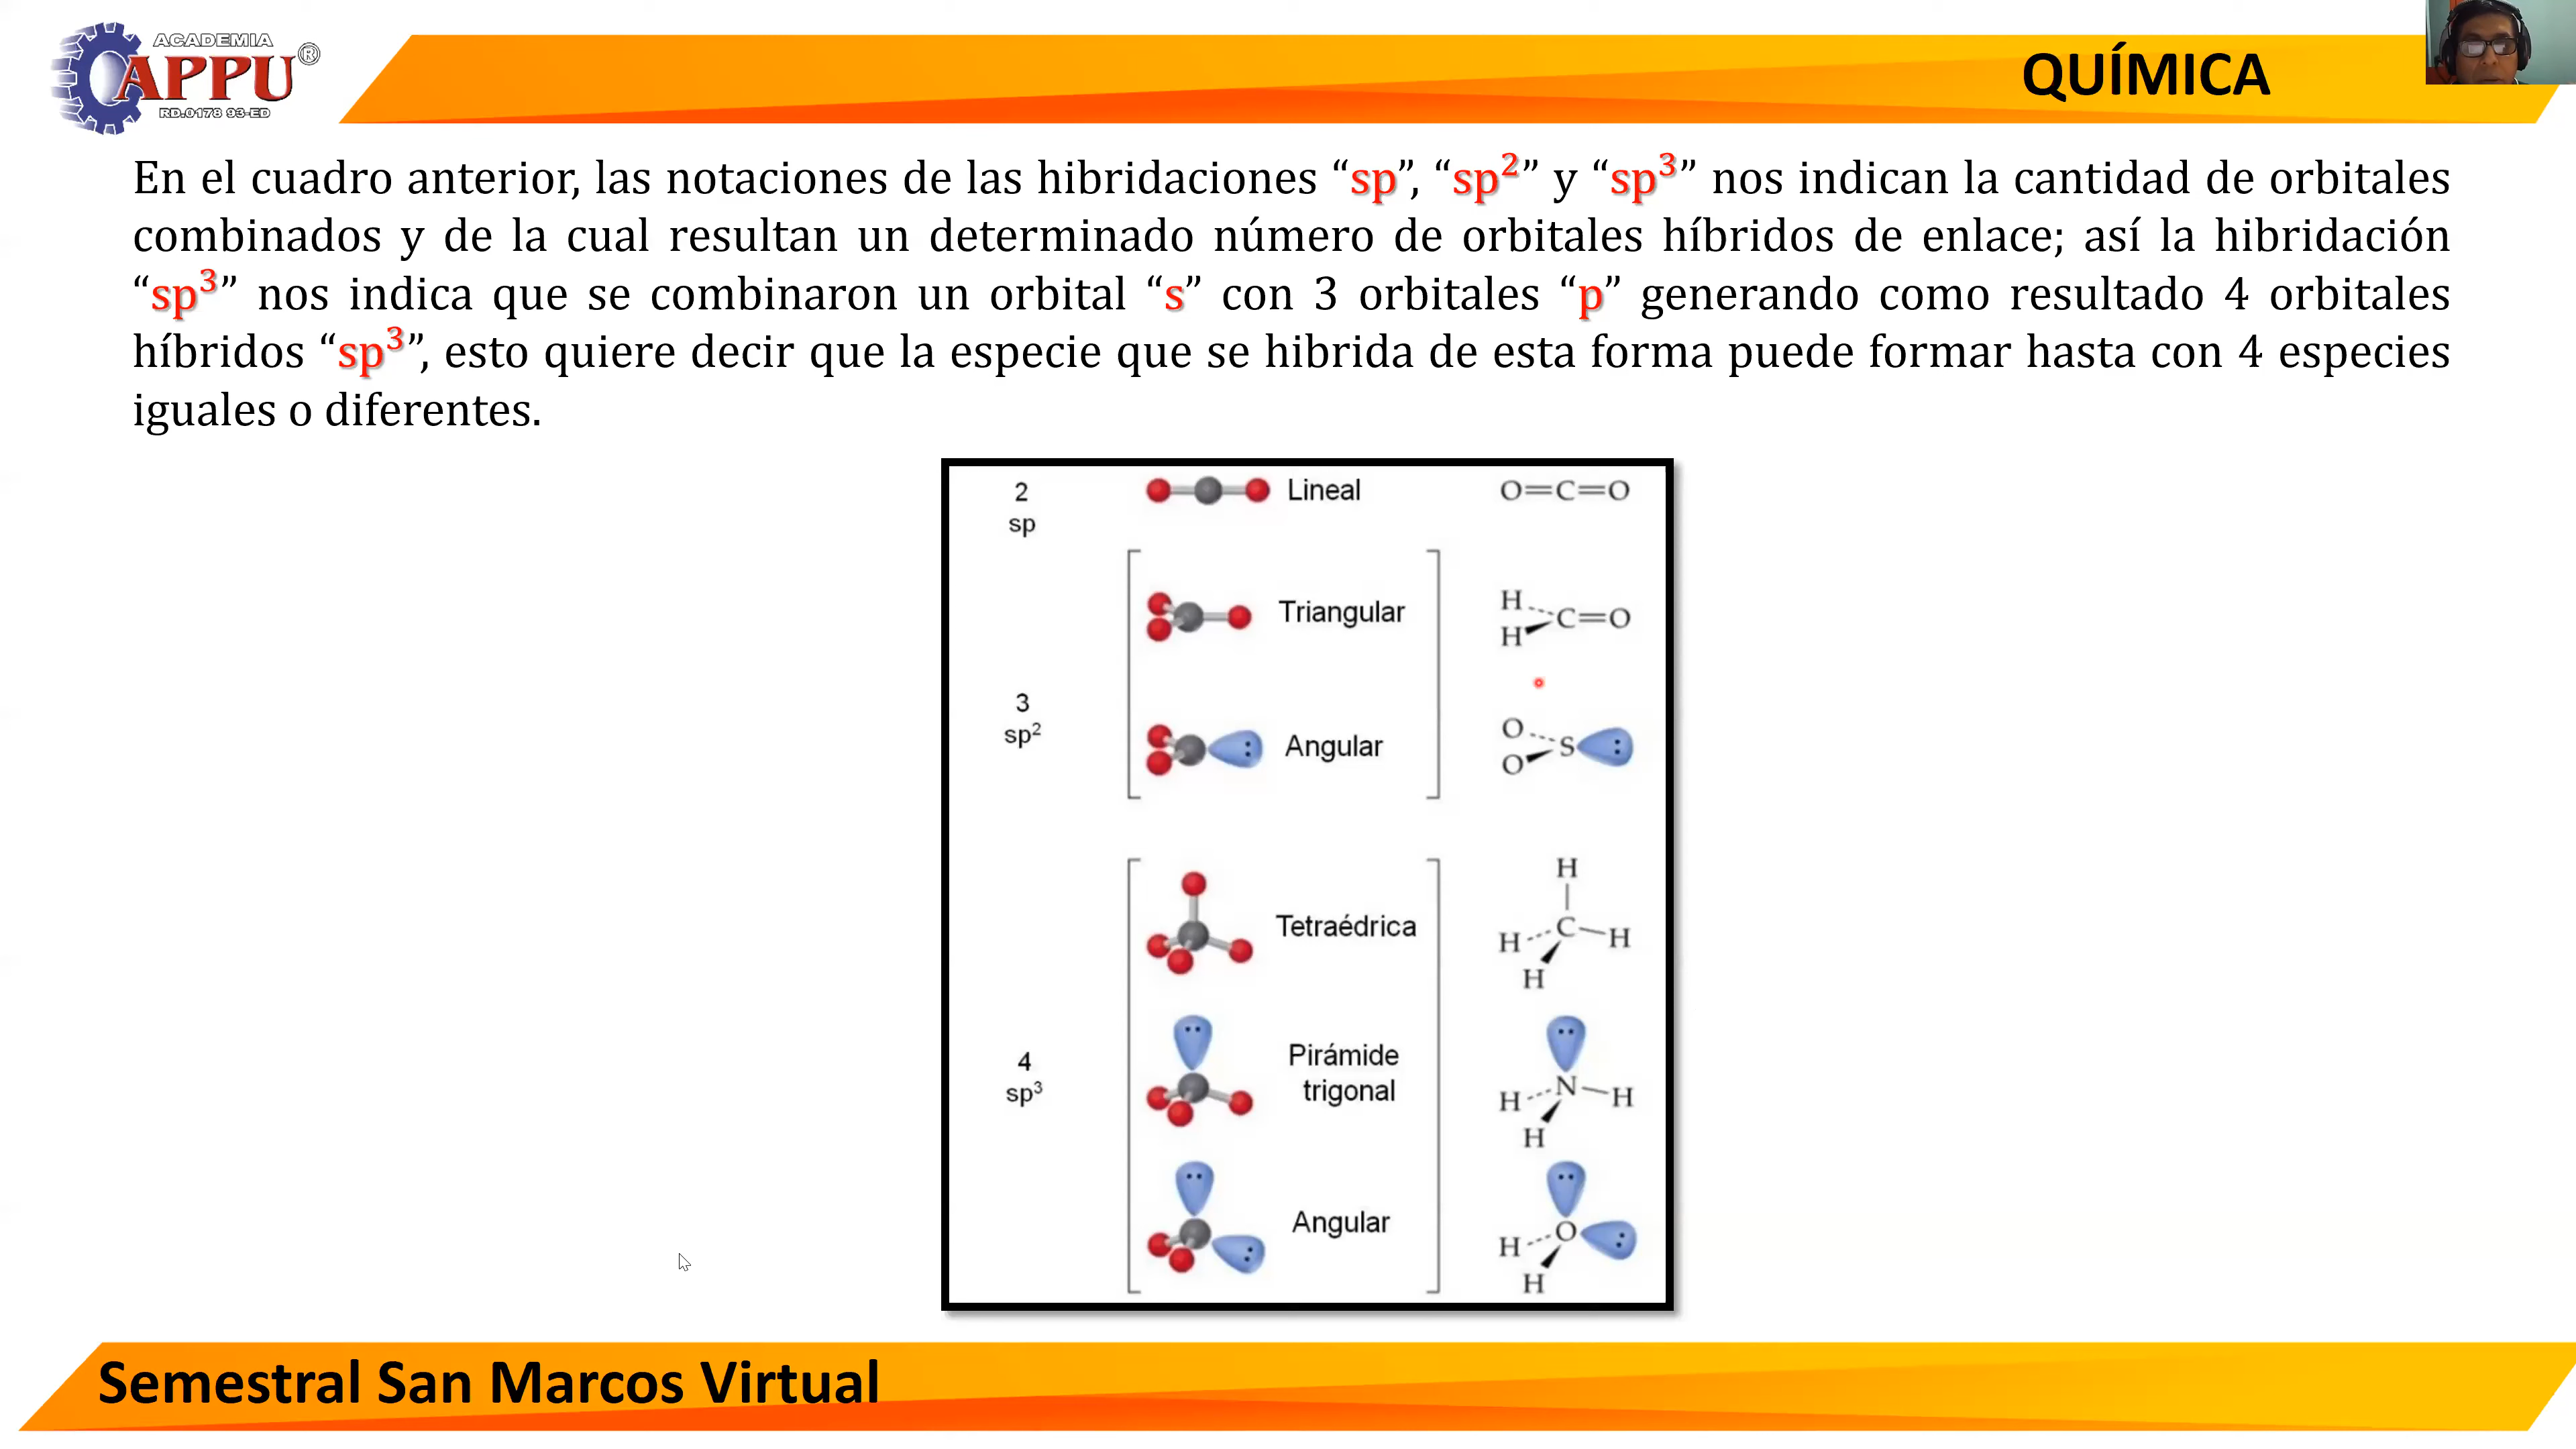 ACADEMIA
CAPPU®
RD.0178 93-ED
QUÍMICA
En el cuadro anterior, las notaciones de las hibridaciones “sp”, “sp²” y “sp³” nos indican la cantidad de orbitales
combinados y de la cual resultan un determinado número de orbitales híbridos de enlace; así la hibridación
“sp³” nos indica que se combinaron un orbital “s” con 3 orbitales “p” generando como resultado 4 orbitales
híbridos “sp³”, esto quiere decir que la especie que se hibrida de esta forma puede formar hasta con 4 especies
iguales o diferentes.
2
sp
Lineal
O=C=O
Triangular
H
H
C=O
3
sp²
Angular
O
O
S
Tetraédrica
H
H C H
H
4
sp³
Pirámide
trigonal
N
H H
H
Angular
O
H
H
Semestral San Marcos Virtual